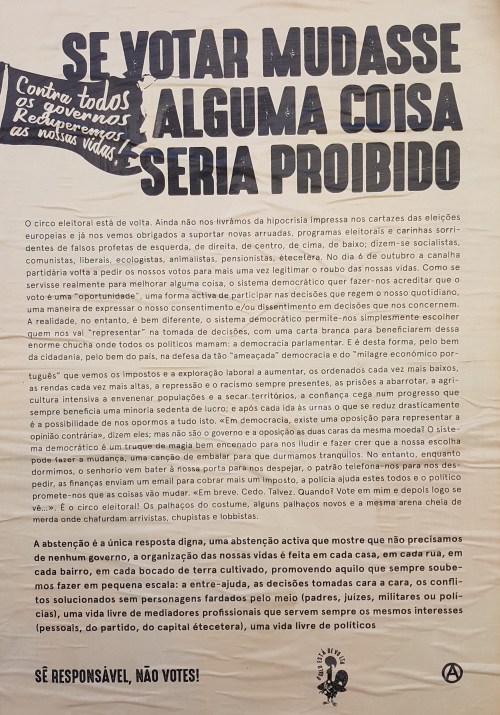 SE VOTAR MUDASSE
ALGUMA COISA
SERIA PROIBIDO
Contra todos
os governos
Recuperemos
as nossas vidas!
O circo eleitoral está de volta. Ainda não nos livrámos da hipocrisia impressa nos cartazes das eleições
europeias e já nos vemos obrigados a suportar novas arruadas, programas eleitorais e carinhas sorri-
dentes de falsos profetas de esquerda, de direita, de centro, de cima, de baixo; dizem-se socialistas,
comunistas, liberais, ecologistas, animalistas, pensionistas, étecetera. No dia 6 de outubro a canalha
partidária volta a pedir os nossos votos para mais uma vez legitimar o roubo das nossas vidas. Como se
servisse realmente para melhorar alguma coisa, o sistema democrático quer fazer-nos acreditar que o
voto é uma "oportunidade", uma forma activa de participar nas decisões que regem o nosso quotidiano,
uma maneira de expressar o nosso consentimento e/ou dissentimento em decisões que nos concernem.
A realidade, no entanto, é bem diferente, o sistema démocrático permite-nos simplesmente escolher
quem nos vai "representar" na tomada de decisões, com uma carta branca para beneficiarem dessa
enorme chucha onde todos os políticos mamam: a democracia parlamentar. E é desta forma, pelo bem
da cidadania, pelo bem do país, na defesa da tão "ameaçada" democracia e do "milagre económico por-
tuguês" que vemos os impostos e a exploração laboral a aumentar, os ordenados cada vez mais baixos,
as rendas cada vez mais altas, a repressão e o racismo sempre presentes, as prisões a abarrotar, a agri-
cultura intensiva a envenenar populações e a secar territórios, a confiança cega num progresso que
sempre beneficia uma minoria sedenta de lucro; e após cada ida às urnas o que se reduz drasticamente
é a possibilidade de nos opormos a tudo isto. «Em democracia, existe uma oposição para representar a
opinião contrária», dizem eles; mas não são o governo e a oposição as duas caras da mesma moeda? O siste-
ma democrático é um truque de magia bem encenado para nos iludir e fazer crer que a nossa escolha
pode fazer a mudança, uma canção de embalar para que durmamos tranquilos. No entanto, enquanto
dormimos, o senhorio vem bater à nossa porta para nos despejar, o patrão telefona-nos para nos des-
pedir, as finanças enviam um email para cobrar mais um imposto, a polícia ajuda estes todos e o político
promete-nos que as coisas vão mudar. «Em breve. Cedo. Talvez. Quando? Vote em mim e depois logo se
vê...». É o circo eleitoral! Os palhaços do costume, alguns palhaços novos e a mesma arena cheia de
merda onde chafurdam arrivistas, chupistas e lobbistas.
A abstenção é a única resposta digna, uma abstenção activa que mostre que não precisamos
de nenhum governo, a organização das nossas vidas é feita em cada casa, em cada rua, em
cada bairro, em cada bocado de terra cultivado, promovendo aquilo que sempre soube-
mos fazer em pequena escala: a entre-ajuda, as decisões tomadas cara a cara, os confli-
tos solucionados sem personagens fardados pelo meio (padres, juízes, militares ou polí-
cias), uma vida livre de mediadores profissionais que servem sempre os mesmos interesses
(pessoais, do partido, do capital étecetera), uma vida livre de políticos
SÊ RESPONSÁVEL, NÃO VOTES!